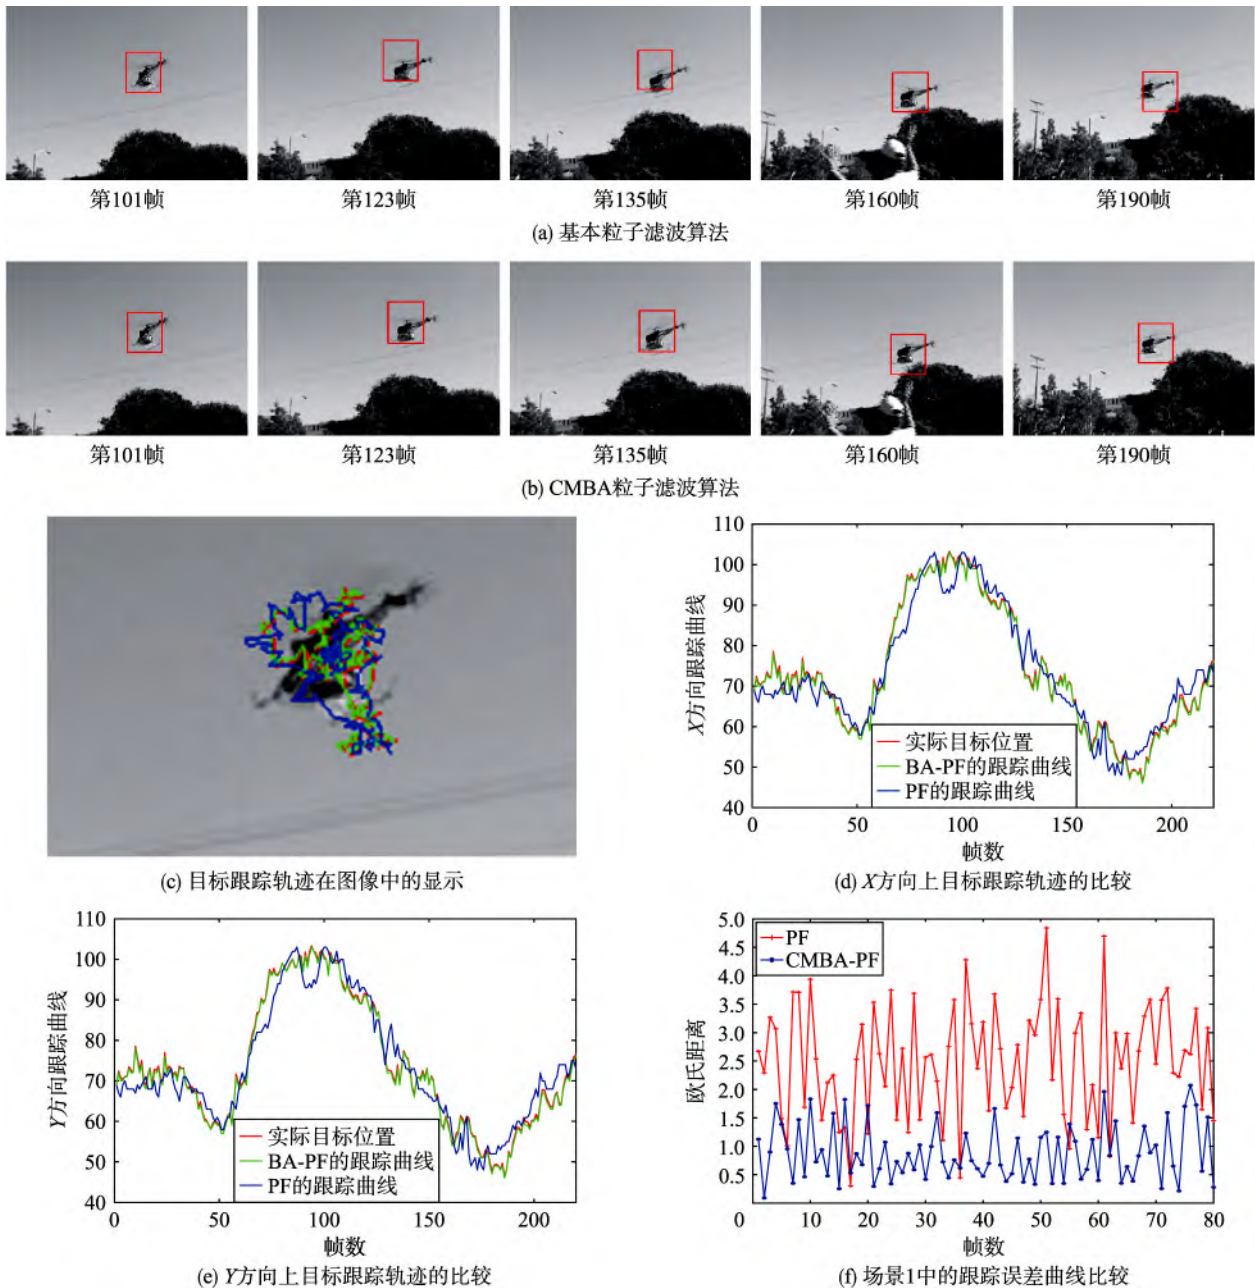 第101帧
第123帧
第135帧
第160帧
第190帧
(a) 基本粒子滤波算法
第101帧
第123帧
第135帧
第160帧
第190帧
(b) CMBA粒子滤波算法
(c) 目标跟踪轨迹在图像中的显示
110
100
90
80
70
60
50
40
X方向跟踪曲线
实际目标位置
BA-PF的跟踪曲线
PF的跟踪曲线
0 50 100 150 200
帧数
(d) X方向上目标跟踪轨迹的比较
110
100
90
80
70
60
50
40
Y方向跟踪曲线
实际目标位置
BA-PF的跟踪曲线
PF的跟踪曲线
0 50 100 150 200
帧数
(e) Y方向上目标跟踪轨迹的比较
5.0
4.5
4.0
3.5
3.0
2.5
2.0
1.5
1.0
0.5
欧氏距离
PF
CMBA-PF
0 10 20 30 40 50 60 70 80
帧数
(f) 场景1中的跟踪误差曲线比较